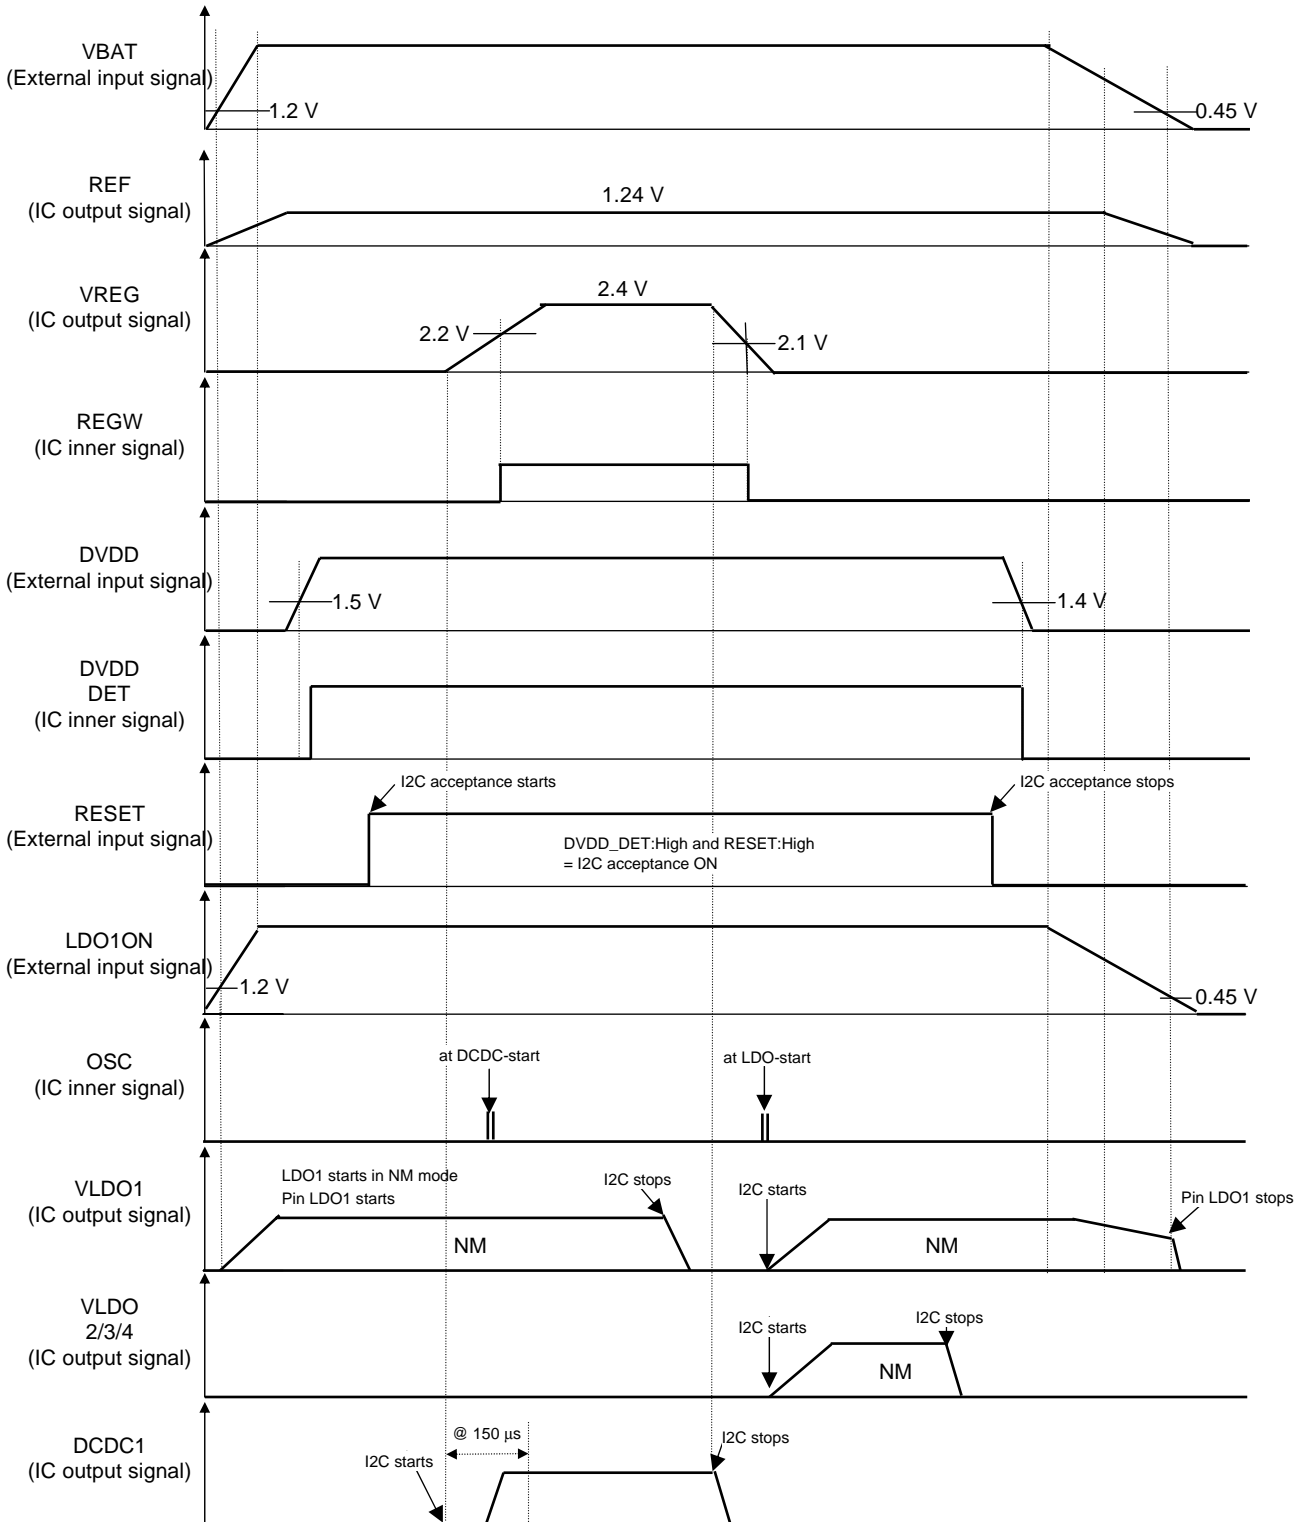 VBAT
(External input signal)
1.2 V
0.45 V
REF
(IC output signal)
1.24 V
VREG
(IC output signal)
2.4 V
2.2 V
2.1 V
REGW
(IC inner signal)
DVDD
(External input signal)
1.5 V
1.4 V
DVDD
DET
(IC inner signal)
I2C acceptance starts
I2C acceptance stops
RESET
(External input signal)
DVDD_DET:High and RESET:High
= I2C acceptance ON
LDO1ON
(External input signal)
1.2 V
0.45 V
OSC
(IC inner signal)
at DCDC-start
at LDO-start
VLDO1
(IC output signal)
LDO1 starts in NM mode
Pin LDO1 starts
I2C stops
I2C starts
Pin LDO1 stops
NM
NM
VLDO
2/3/4
(IC output signal)
I2C starts
I2C stops
NM
DCDC1
(IC output signal)
@ 150 µs
I2C starts
I2C stops